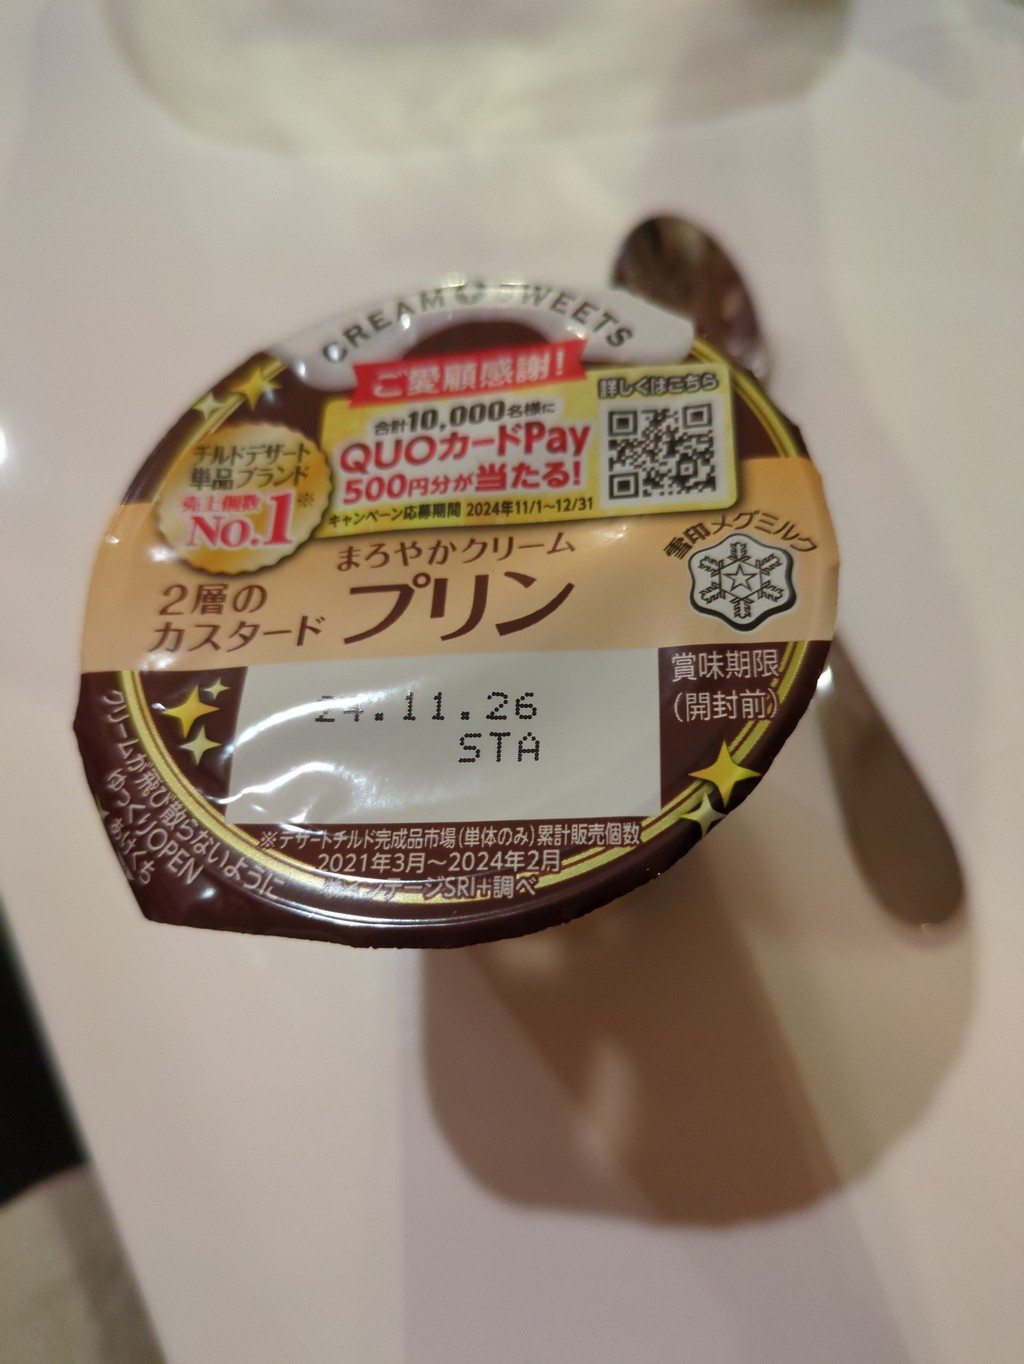 CREAM SWEETS
ご愛顧感謝!
詳しくはこちら
合計10,000名様に
QUOカードPay
500円分が当たる!
キャンペーン応募期間 2024年11/1~12/31
チルドデザート
単品ブランド
売上個数
No.1※
まろやかクリーム
2層の
カスタード
プリン
雪印メグミルク
賞味期限
(開封前)
24.11.26
STA
クリームが飛び散らないように
ゆっくりOPEN
あけくち
※デザートチルド完成品市場(単体のみ)累計販売個数
2021年3月~2024年2月
インテージSRI+調べ